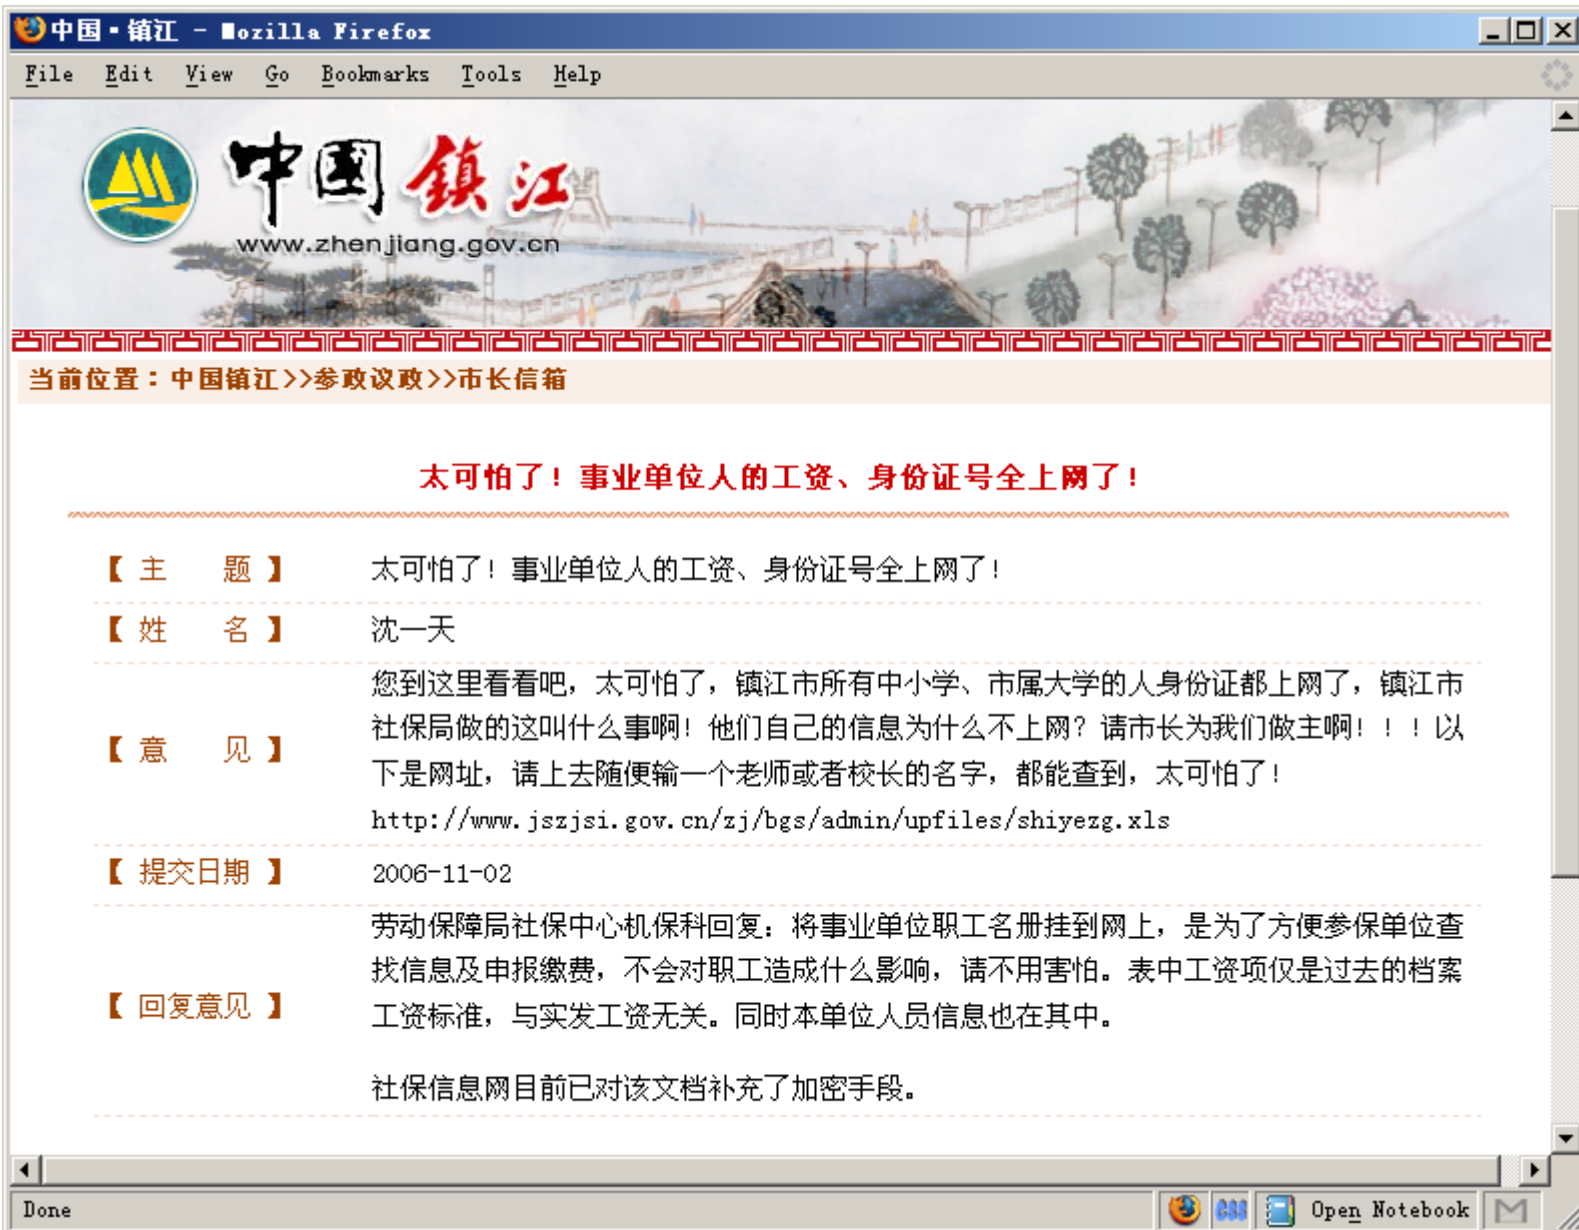 中国·镇江 - Mozilla Firefox
File Edit View Go Bookmarks Tools Help
中國鎮江
www.zhenjiang.gov.cn
当前位置：中国镇江>>参政议政>>市长信箱
太可怕了！事业单位人的工资、身份证号全上网了！
【 主　　题 】 太可怕了！事业单位人的工资、身份证号全上网了！
【 姓　　名 】 沈一天
您到这里看看吧，太可怕了，镇江市所有中小学、市属大学的人身份证都上网了，镇江市
社保局做的这叫什么事啊！他们自己的信息为什么不上网？请市长为我们做主啊！！！以
【 意　　见 】
下是网址，请上去随便输一个老师或者校长的名字，都能查到，太可怕了！
http://www.jszjsi.gov.cn/zj/bgs/admin/upfiles/shiyezg.xls
【 提交日期 】 2006-11-02
劳动保障局社保中心机保科回复：将事业单位职工名册挂到网上，是为了方便参保单位查
找信息及申报缴费，不会对职工造成什么影响，请不用害怕。表中工资项仅是过去的档案
【 回复意见 】 工资标准，与实发工资无关。同时本单位人员信息也在其中。
社保信息网目前已对该文档补充了加密手段。
Done CSS Open Notebook